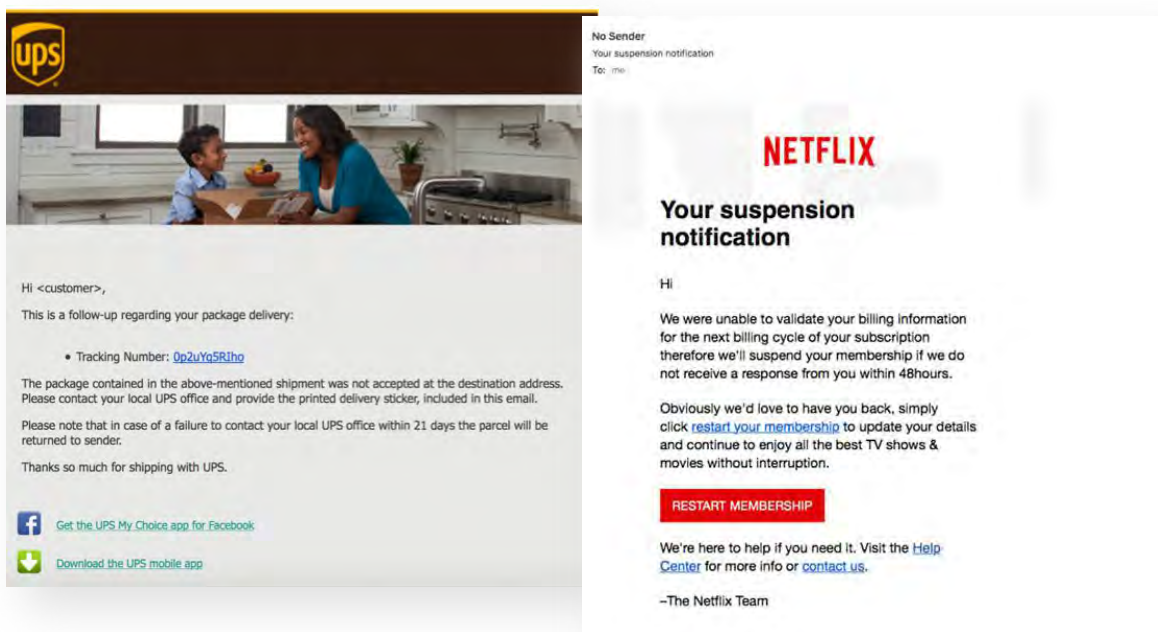 ups
Hi <customer>,
This is a follow-up regarding your package delivery:
• Tracking Number: 0p2uYq5RIho
The package contained in the above-mentioned shipment was not accepted at the destination address.
Please contact your local UPS office and provide the printed delivery sticker, included in this email.
Please note that in case of a failure to contact your local UPS office within 21 days the parcel will be
returned to sender.
Thanks so much for shipping with UPS.
Get the UPS My Choice app for Facebook
Download the UPS mobile app
No Sender
Your suspension notification
To: me
NETFLIX
Your suspension
notification
Hi
We were unable to validate your billing information
for the next billing cycle of your subscription
therefore we'll suspend your membership if we do
not receive a response from you within 48hours.
Obviously we'd love to have you back, simply
click restart your membership to update your details
and continue to enjoy all the best TV shows &
movies without interruption.
RESTART MEMBERSHIP
We're here to help if you need it. Visit the Help
Center for more info or contact us.
–The Netflix Team